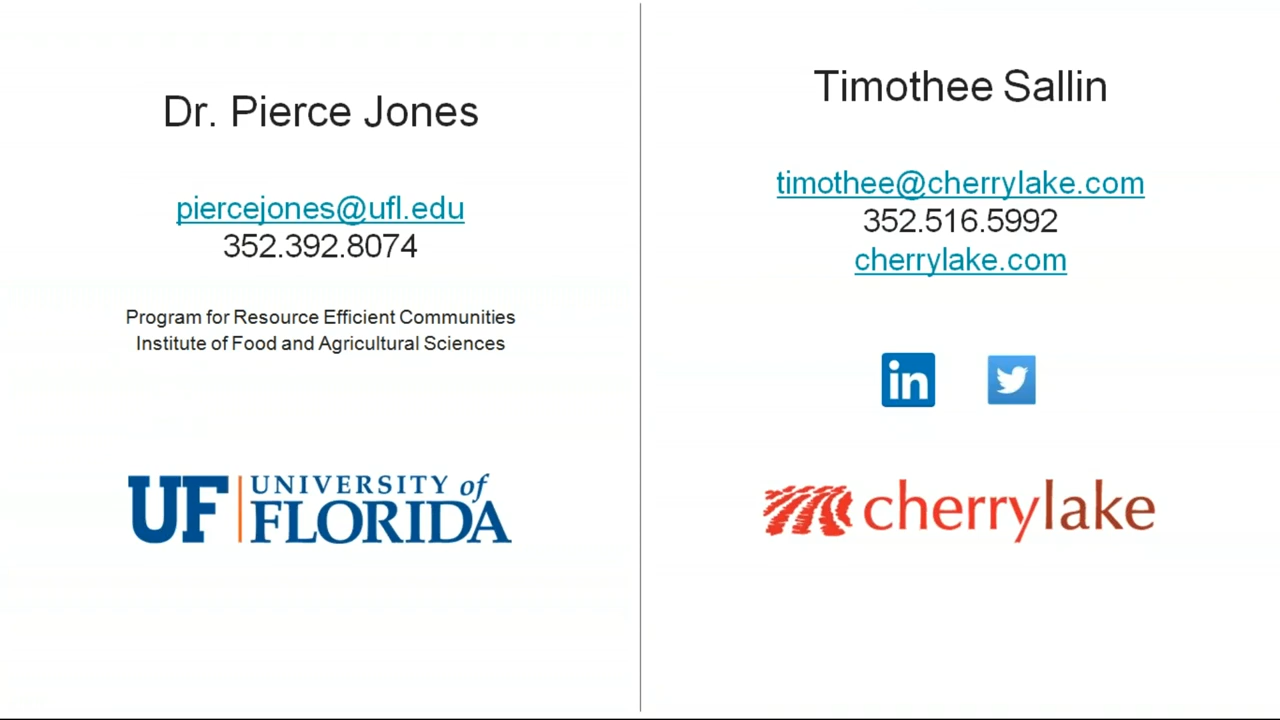 Dr. Pierce Jones
piercejones@ufl.edu
352.392.8074
Program for Resource Efficient Communities
Institute of Food and Agricultural Sciences
UF UNIVERSITY of
FLORIDA
Timothee Sallin
timothee@cherrylake.com
352.516.5992
cherrylake.com
in
cherrylake